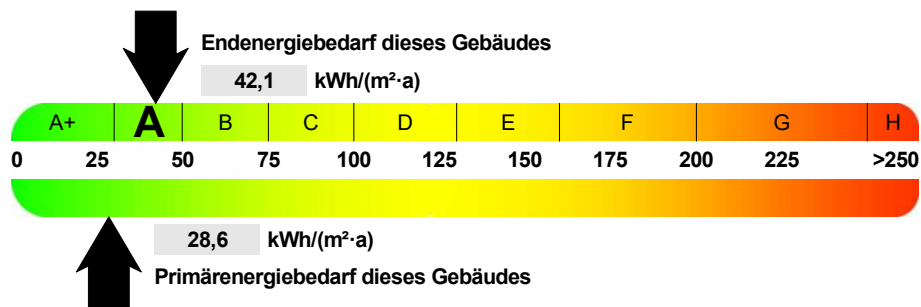 Endenergiebedarf dieses Gebäudes
42,1 kWh/(m²·a)
A+ A B C D E F G H
0 25 50 75 100 125 150 175 200 225 >250
28,6 kWh/(m²·a)
Primärenergiebedarf dieses Gebäudes